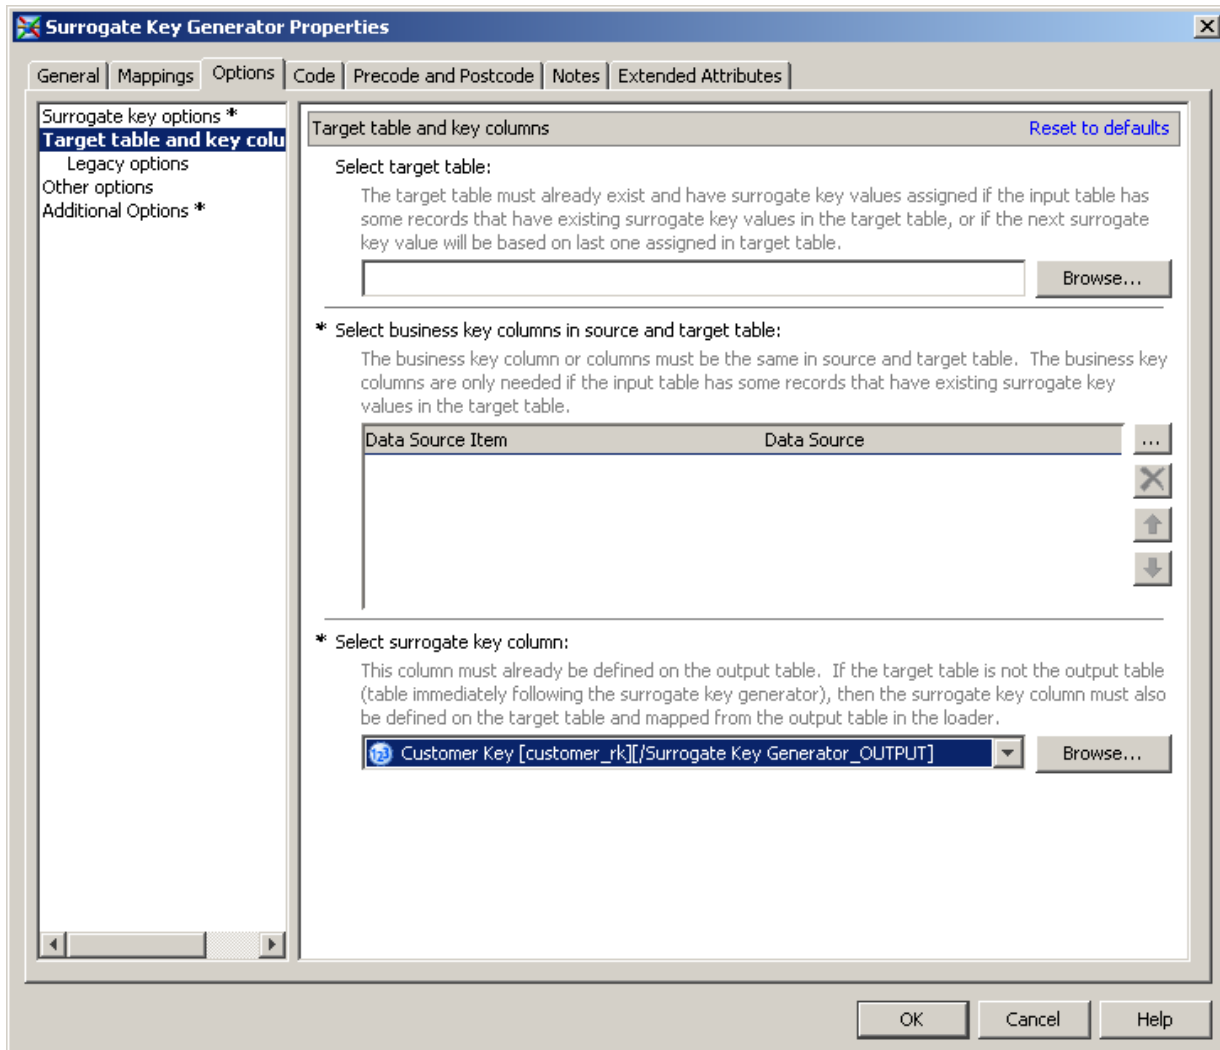 Surrogate Key Generator Properties
General Mappings Options Code Precode and Postcode Notes Extended Attributes
Surrogate key options *
Target table and key colu
Legacy options
Other options
Additional Options *
Target table and key columns Reset to defaults
Select target table:
The target table must already exist and have surrogate key values assigned if the input table has
some records that have existing surrogate key values in the target table, or if the next surrogate
key value will be based on last one assigned in target table.
Browse...
* Select business key columns in source and target table:
The business key column or columns must be the same in source and target table. The business key
columns are only needed if the input table has some records that have existing surrogate key
values in the target table.
Data Source Item Data Source ...
* Select surrogate key column:
This column must already be defined on the output table. If the target table is not the output table
(table immediately following the surrogate key generator), then the surrogate key column must also
be defined on the target table and mapped from the output table in the loader.
123 Customer Key [customer_rk][/Surrogate Key Generator_OUTPUT] Browse...
OK Cancel Help